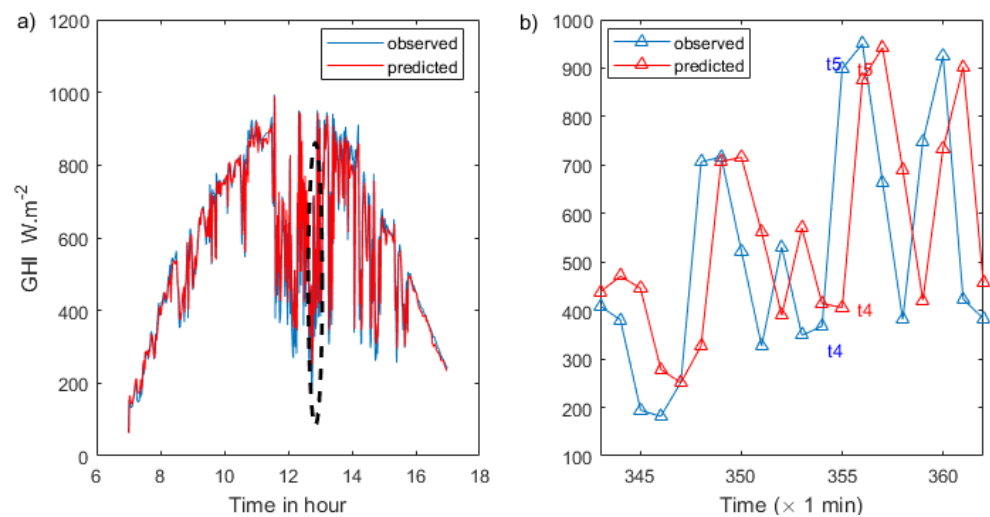 a)
1200
1000
800
600
400
200
0
GHI W.m-2
6
8
10
12
14
16
18
Time in hour
observed
predicted
b)
1000
900
800
700
600
500
400
300
200
100
345
350
355
360
Time (× 1 min)
observed
predicted
t5
t5
t4
t4